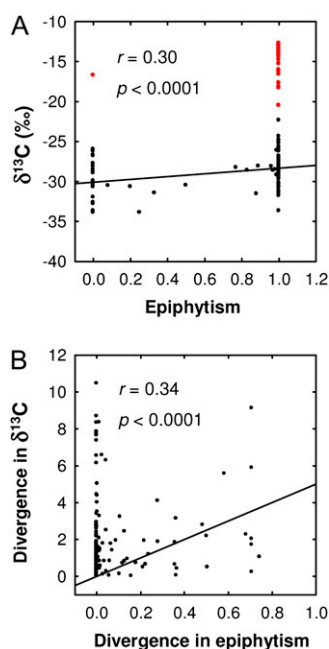 A
-10
-15
-20
-25
-30
-35
-40
δ13C (‰)
r = 0.30
p < 0.0001
0.0 0.2 0.4 0.6 0.8 1.0 1.2
Epiphytism
B
12
10
8
6
4
2
0
Divergence in δ13C
r = 0.34
p < 0.0001
0.0 0.2 0.4 0.6 0.8 1.0
Divergence in epiphytism